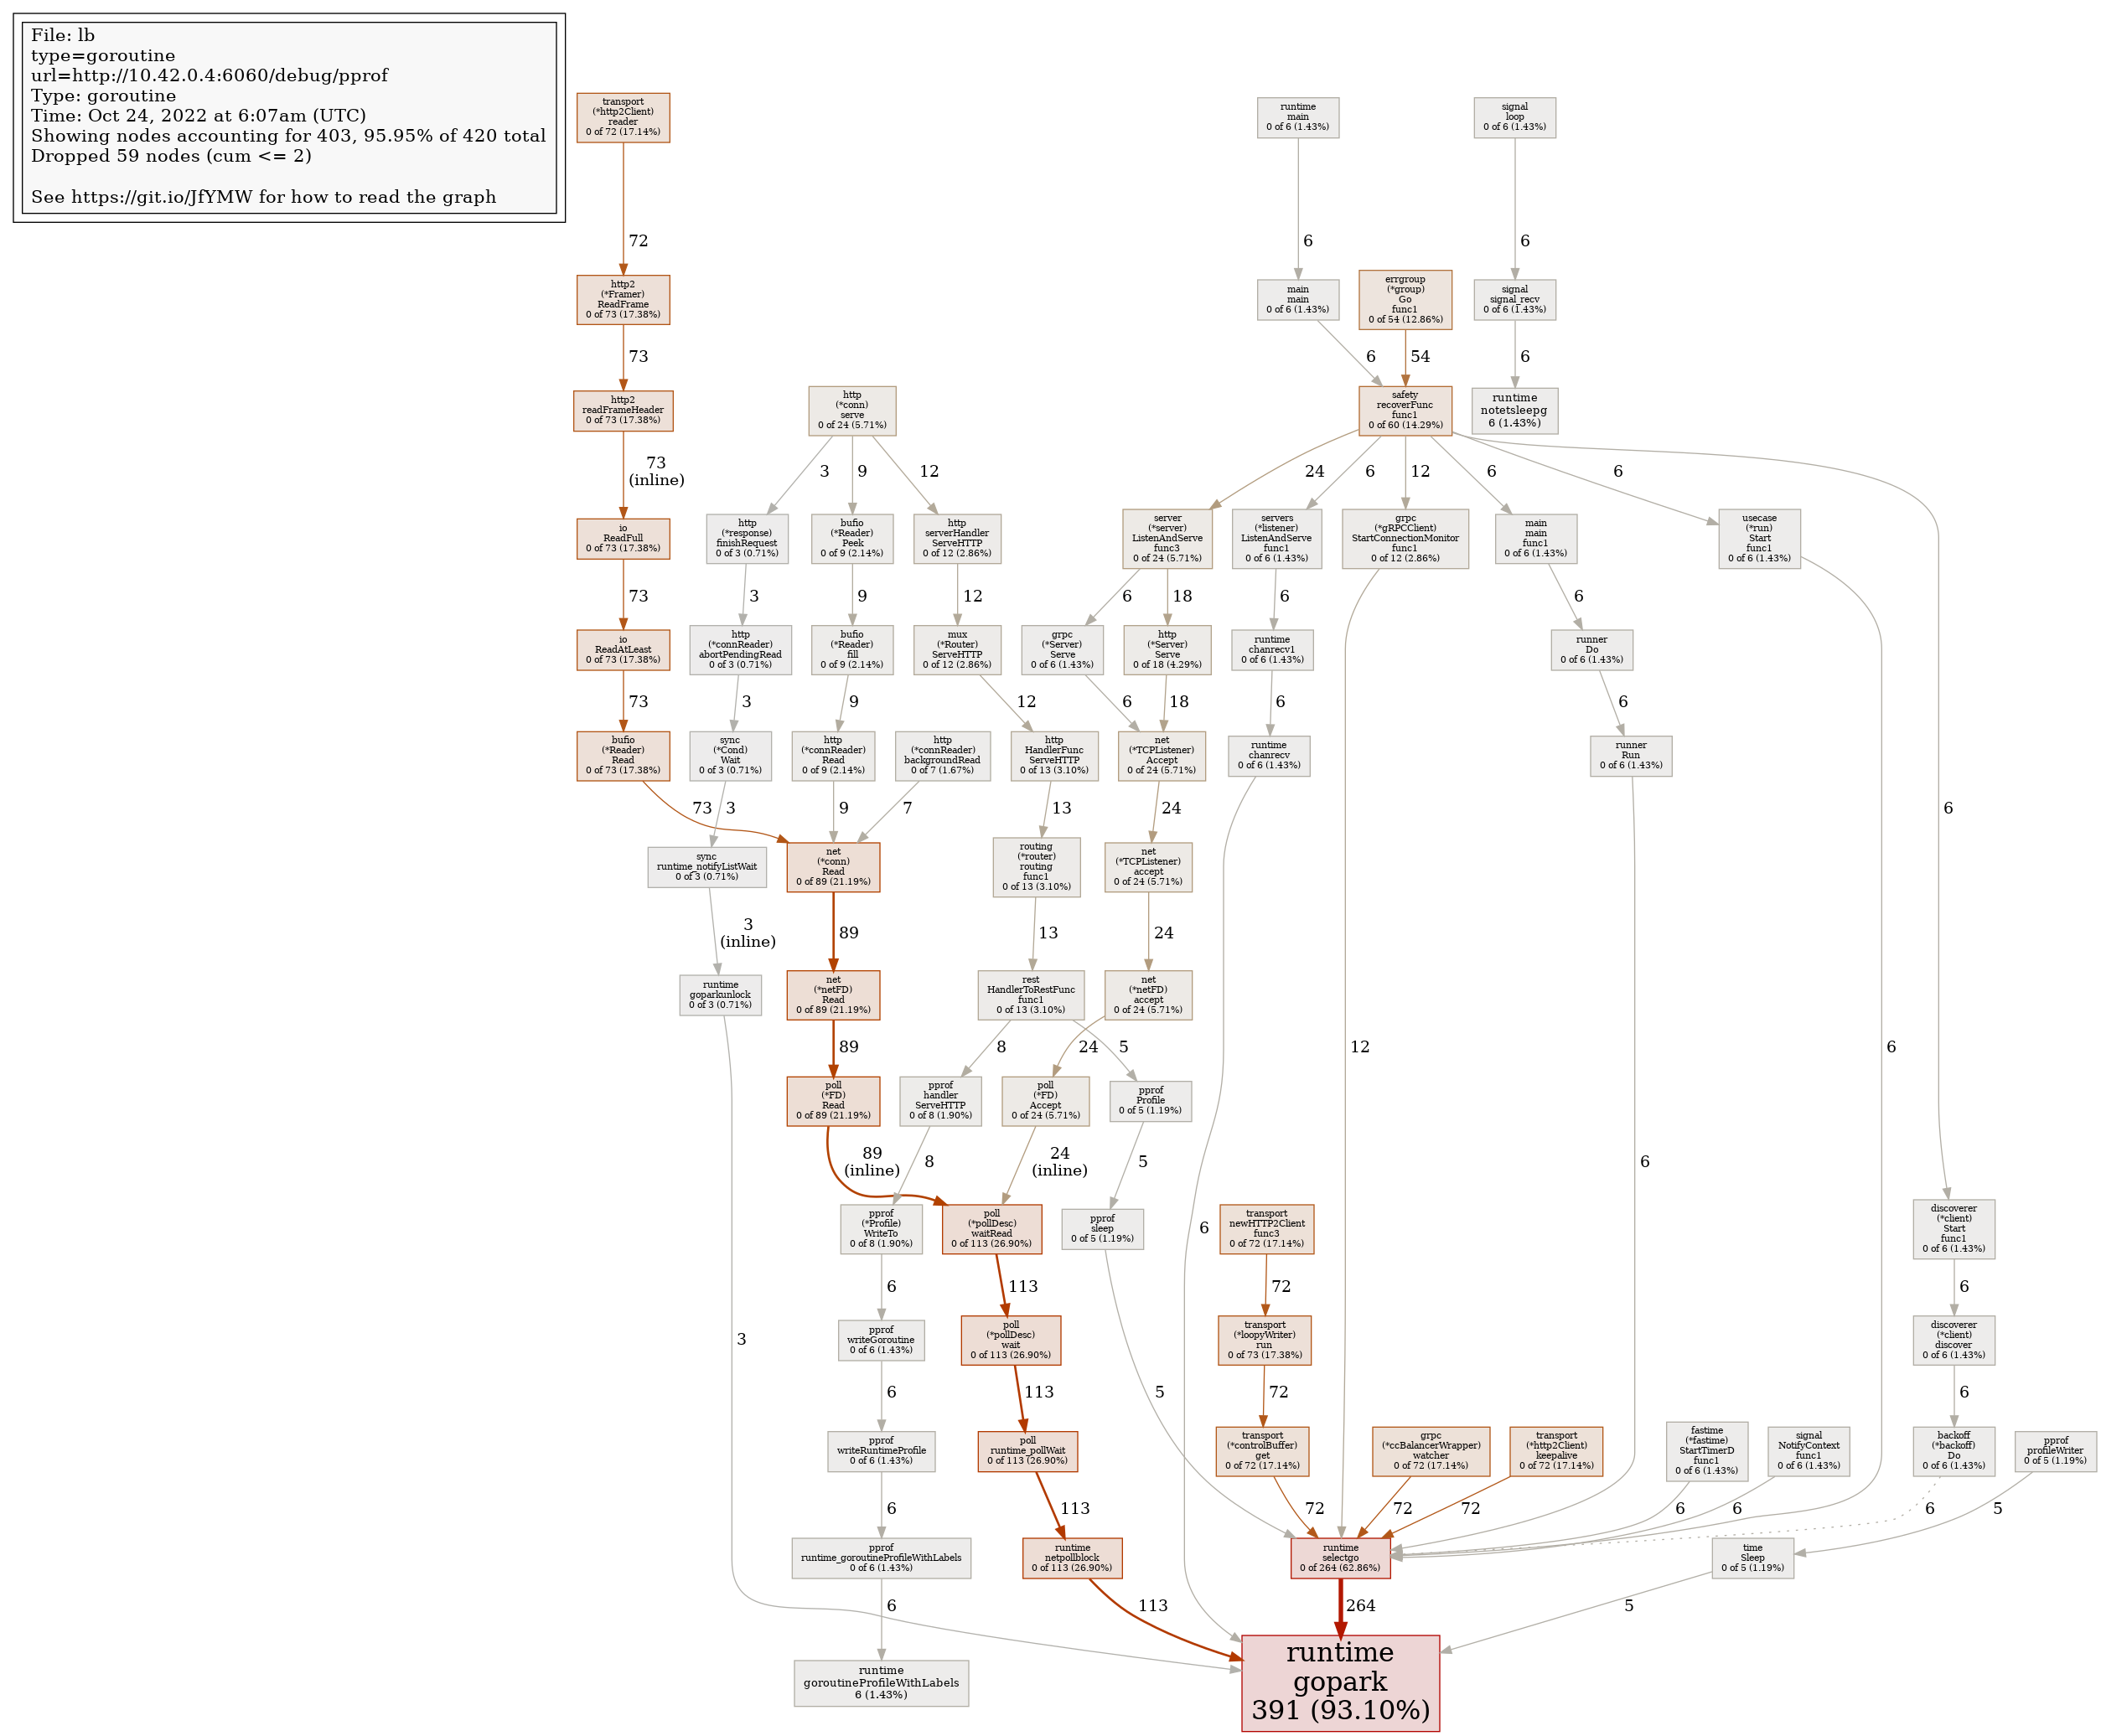 File: lb
type=goroutine
url=http://10.42.0.4:6060/debug/pprof
Type: goroutine
Time: Oct 24, 2022 at 6:07am (UTC)
Showing nodes accounting for 403, 95.95% of 420 total
Dropped 59 nodes (cum <= 2)
See https://git.io/JfYMW for how to read the graph
transport
(*http2Client)
reader
0 of 72 (17.14%)
runtime
main
0 of 6 (1.43%)
signal
loop
0 of 6 (1.43%)
72
6
6
http2
(*Framer)
ReadFrame
0 of 73 (17.38%)
main
main
0 of 6 (1.43%)
errgroup
(*group)
Go
func1
0 of 54 (12.86%)
signal
signal_recv
0 of 6 (1.43%)
73
6
54
6
http2
readFrameHeader
0 of 73 (17.38%)
http
(*conn)
serve
0 of 24 (5.71%)
safety
recoverFunc
func1
0 of 60 (14.29%)
runtime
notetsleepg
6 (1.43%)
73
(inline)
3
9
12
24
6
12
6
6
6
io
ReadFull
0 of 73 (17.38%)
http
(*response)
finishRequest
0 of 3 (0.71%)
bufio
(*Reader)
Peek
0 of 9 (2.14%)
http
serverHandler
ServeHTTP
0 of 12 (2.86%)
server
(*server)
ListenAndServe
func3
0 of 24 (5.71%)
servers
(*listener)
ListenAndServe
func1
0 of 6 (1.43%)
grpc
(*gRPCClient)
StartConnectionMonitor
func1
0 of 12 (2.86%)
main
main
func1
0 of 6 (1.43%)
usecase
(*run)
Start
func1
0 of 6 (1.43%)
73
3
9
12
6
18
6
6
io
ReadAtLeast
0 of 73 (17.38%)
http
(*connReader)
abortPendingRead
0 of 3 (0.71%)
bufio
(*Reader)
fill
0 of 9 (2.14%)
mux
(*Router)
ServeHTTP
0 of 12 (2.86%)
grpc
(*Server)
Serve
0 of 6 (1.43%)
http
(*Server)
Serve
0 of 18 (4.29%)
runtime
chanrecv1
0 of 6 (1.43%)
runner
Do
0 of 6 (1.43%)
73
3
9
12
6
18
6
6
bufio
(*Reader)
Read
0 of 73 (17.38%)
sync
(*Cond)
Wait
0 of 3 (0.71%)
http
(*connReader)
Read
0 of 9 (2.14%)
http
(*connReader)
backgroundRead
0 of 7 (1.67%)
http
HandlerFunc
ServeHTTP
0 of 13 (3.10%)
net
(*TCPListener)
Accept
0 of 24 (5.71%)
runtime
chanrecv
0 of 6 (1.43%)
runner
Run
0 of 6 (1.43%)
73
3
9
7
13
24
sync
runtime_notifyListWait
0 of 3 (0.71%)
net
(*conn)
Read
0 of 89 (21.19%)
routing
(*router)
routing
func1
0 of 13 (3.10%)
net
(*TCPListener)
accept
0 of 24 (5.71%)
3
(inline)
89
13
24
runtime
goparkunlock
0 of 3 (0.71%)
net
(*netFD)
Read
0 of 89 (21.19%)
rest
HandlerToRestFunc
func1
0 of 13 (3.10%)
net
(*netFD)
accept
0 of 24 (5.71%)
89
8
24
5
12
6
poll
(*FD)
Read
0 of 89 (21.19%)
pprof
handler
ServeHTTP
0 of 8 (1.90%)
poll
(*FD)
Accept
0 of 24 (5.71%)
pprof
Profile
0 of 5 (1.19%)
89
(inline)
8
24
(inline)
5
6
6
pprof
(*Profile)
WriteTo
0 of 8 (1.90%)
poll
(*pollDesc)
waitRead
0 of 113 (26.90%)
pprof
sleep
0 of 5 (1.19%)
transport
newHTTP2Client
func3
0 of 72 (17.14%)
discoverer
(*client)
Start
func1
0 of 6 (1.43%)
6
113
72
6
3
pprof
writeGoroutine
0 of 6 (1.43%)
poll
(*pollDesc)
wait
0 of 113 (26.90%)
transport
(*loopyWriter)
run
0 of 73 (17.38%)
discoverer
(*client)
discover
0 of 6 (1.43%)
6
113
5
72
6
pprof
writeRuntimeProfile
0 of 6 (1.43%)
poll
runtime_pollWait
0 of 113 (26.90%)
transport
(*controlBuffer)
get
0 of 72 (17.14%)
grpc
(*ccBalancerWrapper)
watcher
0 of 72 (17.14%)
transport
(*http2Client)
keepalive
0 of 72 (17.14%)
fastime
(*fastime)
StartTimerD
func1
0 of 6 (1.43%)
signal
NotifyContext
func1
0 of 6 (1.43%)
backoff
(*backoff)
Do
0 of 6 (1.43%)
pprof
profileWriter
0 of 5 (1.19%)
6
113
72
72
72
6
6
6
5
pprof
runtime_goroutineProfileWithLabels
0 of 6 (1.43%)
runtime
netpollblock
0 of 113 (26.90%)
runtime
selectgo
0 of 264 (62.86%)
time
Sleep
0 of 5 (1.19%)
6
113
264
5
runtime
goroutineProfileWithLabels
6 (1.43%)
runtime
gopark
391 (93.10%)